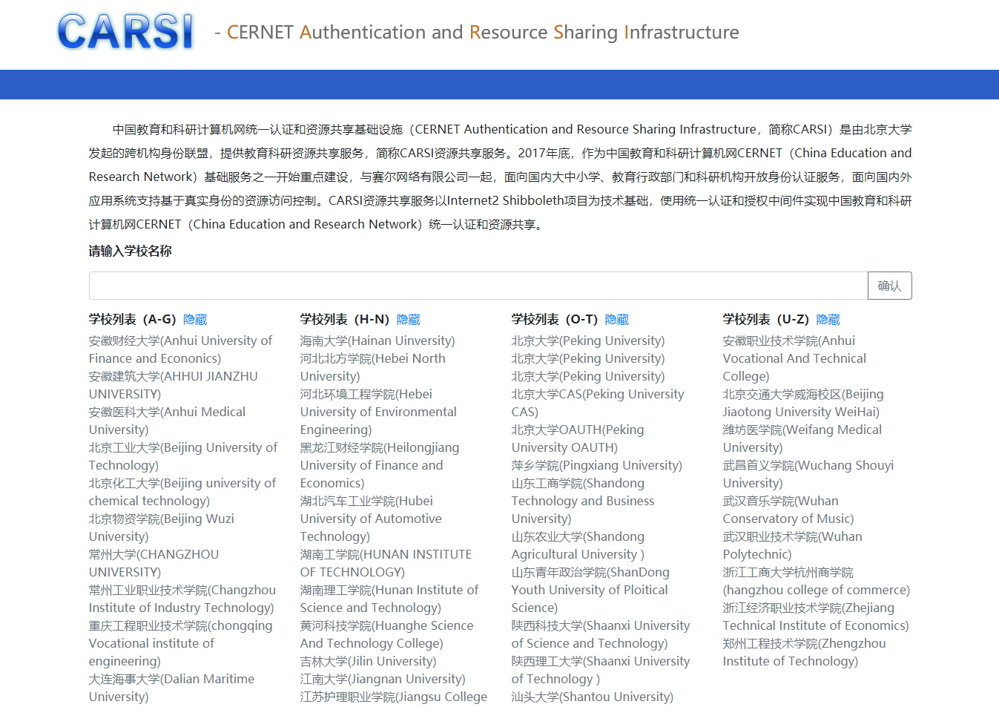 CARSI - CERNET Authentication and Resource Sharing Infrastructure
中国教育和科研计算机网统一认证和资源共享基础设施（CERNET Authentication and Resource Sharing Infrastructure，简称CARSI）是由北京大学
发起的跨机构身份联盟，提供教育科研资源共享服务，简称CARSI资源共享服务。2017年底，作为中国教育和科研计算机网CERNET（China Education and
Research Network）基础服务之一开始重点建设，与赛尔网络有限公司一起，面向国内大中小学、教育行政部门和科研机构开放身份认证服务，面向国内外
应用系统支持基于真实身份的资源访问控制。CARSI资源共享服务以Internet2 Shibboleth项目为技术基础，使用统一认证和授权中间件实现中国教育和科研
计算机网CERNET（China Education and Research Network）统一认证和资源共享。
请输入学校名称
确认
学校列表（A-G）隐藏
安徽财经大学(Anhui University of
Finance and Econonics)
安徽建筑大学(AHHUI JIANZHU
UNIVERSITY)
安徽医科大学(Anhui Medical
University)
北京工业大学(Beijing University of
Technology)
北京化工大学(Beijing university of
chemical technology)
北京物资学院(Beijing Wuzi
University)
常州大学(CHANGZHOU
UNIVERSITY)
常州工业职业技术学院(Changzhou
Institute of Industry Technology)
重庆工程职业技术学院(chongqing
Vocational institute of
engineering)
大连海事大学(Dalian Maritime
University)
学校列表（H-N）隐藏
海南大学(Hainan Uinversity)
河北北方学院(Hebei North
University)
河北环境工程学院(Hebei
University of Environmental
Engineering)
黑龙江财经学院(Heilongjiang
University of Finance and
Economics)
湖北汽车工业学院(Hubei
University of Automotive
Technology)
湖南工学院(HUNAN INSTITUTE
OF TECHNOLOGY)
湖南理工学院(Hunan Institute of
Science and Technology)
黄河科技学院(Huanghe Science
And Technology College)
吉林大学(Jilin University)
江南大学(Jiangnan University)
江苏护理职业学院(Jiangsu College
学校列表（O-T）隐藏
北京大学(Peking University)
北京大学(Peking University)
北京大学(Peking University)
北京大学CAS(Peking University
CAS)
北京大学OAUTH(Peking
University OAUTH)
萍乡学院(Pingxiang University)
山东工商学院(Shandong
Technology and Business
University)
山东农业大学(Shandong
Agricultural University )
山东青年政治学院(ShanDong
Youth University of Ploitical
Science)
陕西科技大学(Shaanxi University
of Science and Technology)
陕西理工大学(Shaanxi University
of Technology )
汕头大学(Shantou University)
学校列表（U-Z）隐藏
安徽职业技术学院(Anhui
Vocational And Technical
College)
北京交通大学威海校区(Beijing
Jiaotong University WeiHai)
潍坊医学院(Weifang Medical
University)
武昌首义学院(Wuchang Shouyi
University)
武汉音乐学院(Wuhan
Conservatory of Music)
武汉职业技术学院(Wuhan
Polytechnic)
浙江工商大学杭州商学院
(hangzhou college of commerce)
浙江经济职业技术学院(Zhejiang
Technical Institute of Economics)
郑州工程技术学院(Zhengzhou
Institute of Technology)